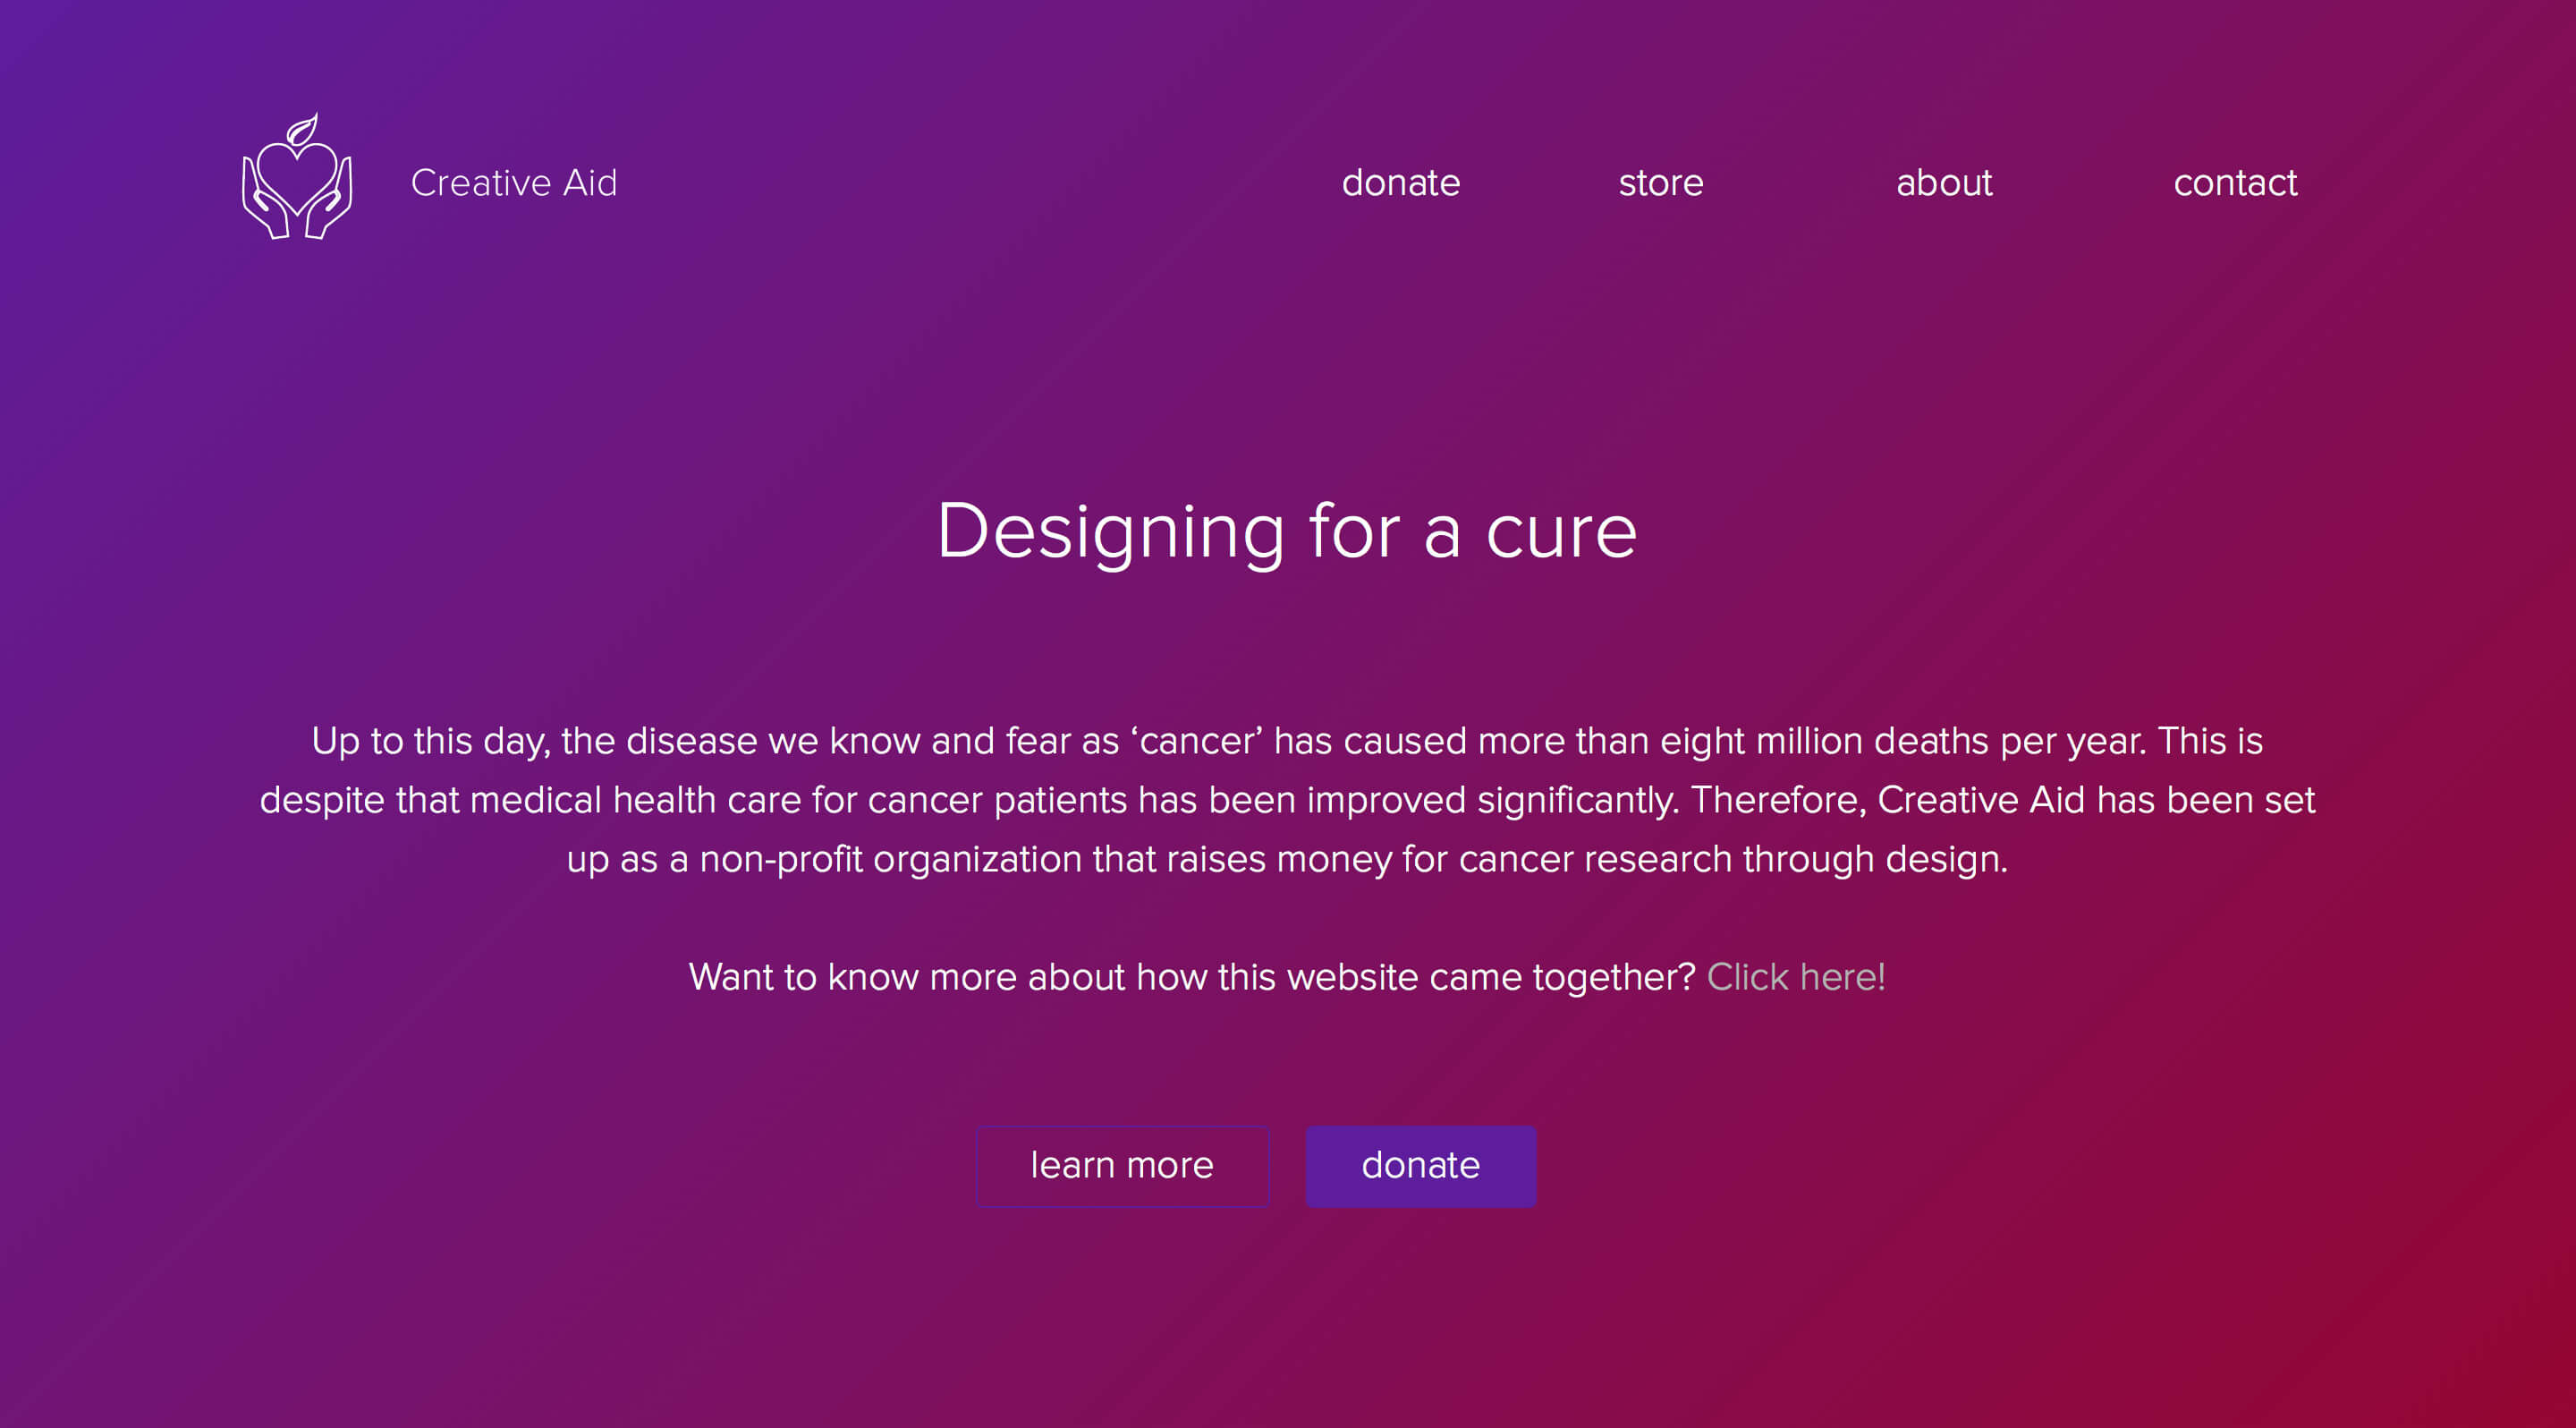 Creative Aid
donate
store
about
contact
Designing for a cure
Up to this day, the disease we know and fear as ‘cancer’ has caused more than eight million deaths per year. This is
despite that medical health care for cancer patients has been improved significantly. Therefore, Creative Aid has been set
up as a non-profit organization that raises money for cancer research through design.
Want to know more about how this website came together? Click here!
learn more
donate